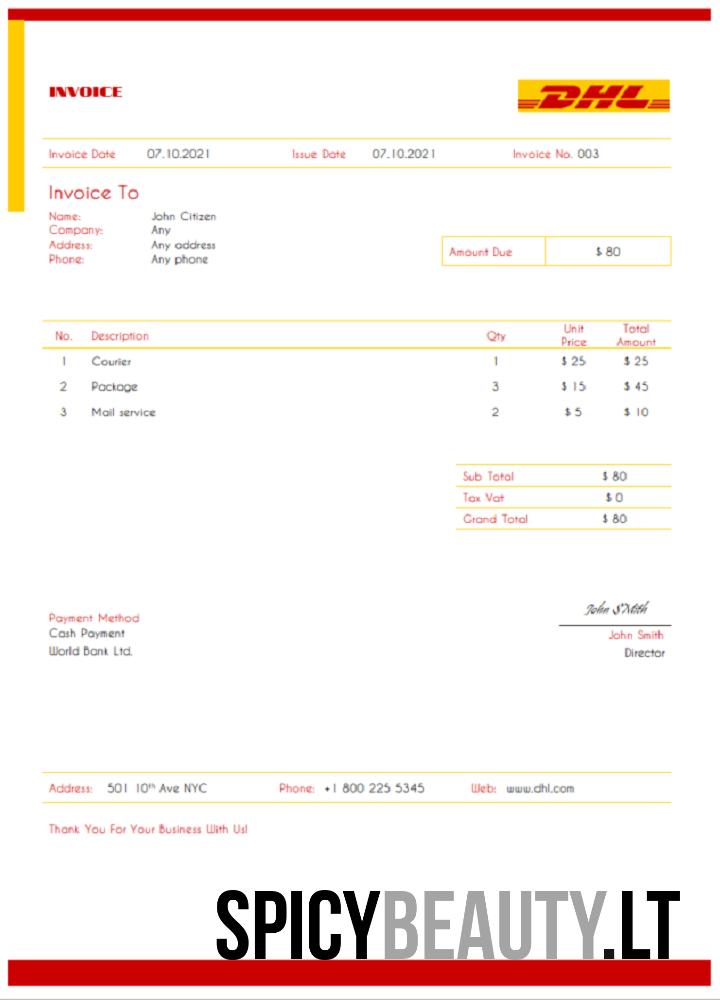 INVOICE
DHL
Invoice Date 07.10.2021 Issue Date 07.10.2021 Invoice No. 003
Invoice To
Name: John Citizen
Company: Any
Address: Any address
Phone: Any phone
Amount Due $ 80
No. Description Qty Unit Price Total Amount
1 Courier 1 $ 25 $ 25
2 Package 3 $ 15 $ 45
3 Mail service 2 $ 5 $ 10
Sub Total $ 80
Tax Vat $ 0
Grand Total $ 80
John SMith
Payment Method
Cash Payment
World Bank Ltd.
John Smith
Director
Address: 501 10th Ave NYC Phone: +1 800 225 5345 Web: www.dhl.com
Thank You For Your Business With Us!
SPICYBEAUTY.LT